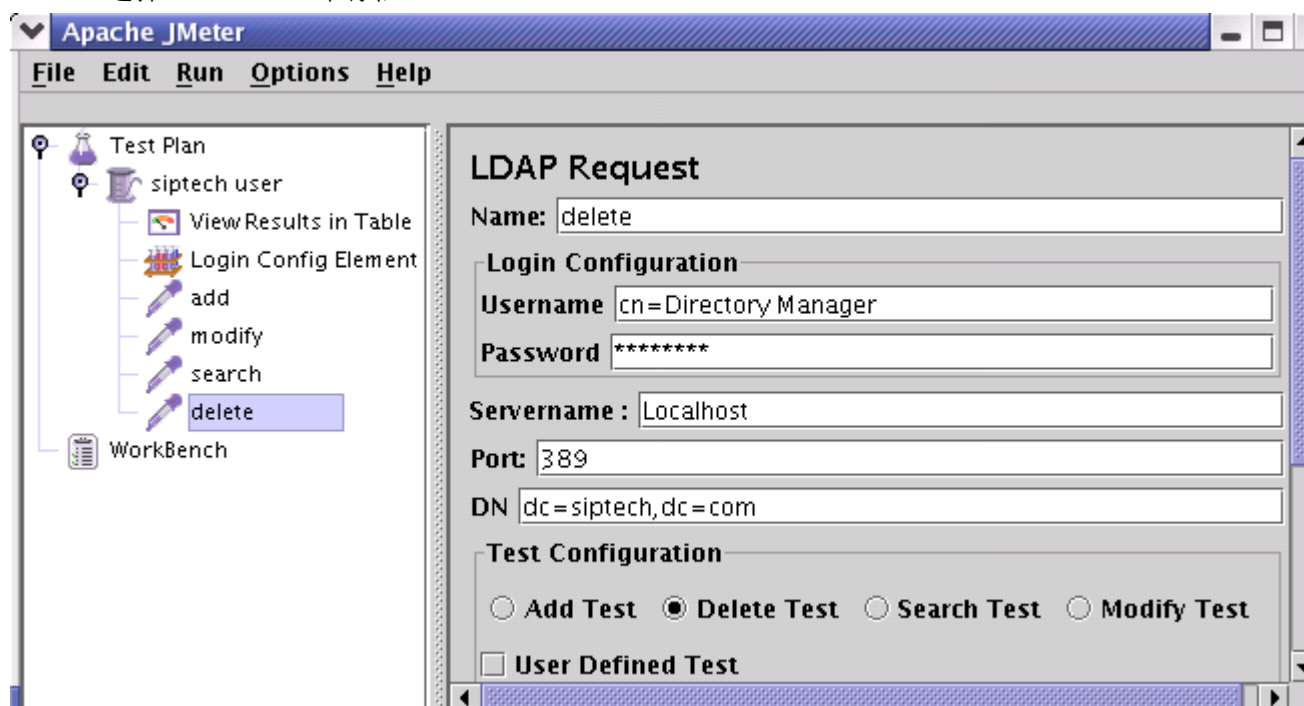 Apache JMeter
File Edit Run Options Help
Test Plan
siptech user
View Results in Table
Login Config Element
add
modify
search
delete
WorkBench
LDAP Request
Name: delete
Login Configuration
Username cn=Directory Manager
Password ********
Servername : Localhost
Port: 389
DN dc=siptech,dc=com
Test Configuration
Add Test Delete Test Search Test Modify Test
User Defined Test